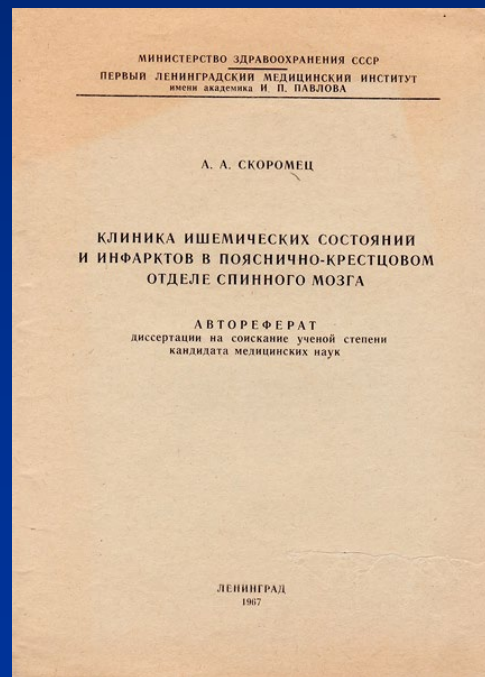 МИНИСТЕРСТВО ЗДРАВООХРАНЕНИЯ СССР
ПЕРВЫЙ ЛЕНИНГРАДСКИЙ МЕДИЦИНСКИЙ ИНСТИТУТ
имени академика И. П. ПАВЛОВА
А. А. СКОРОМЕЦ
КЛИНИКА ИШЕМИЧЕСКИХ СОСТОЯНИЙ
И ИНФАРКТОВ В ПОЯСНИЧНО-КРЕСТЦОВОМ
ОТДЕЛЕ СПИННОГО МОЗГА
АВТОРЕФЕРАТ
диссертации на соискание ученой степени
кандидата медицинских наук
ЛЕНИНГРАД
1967